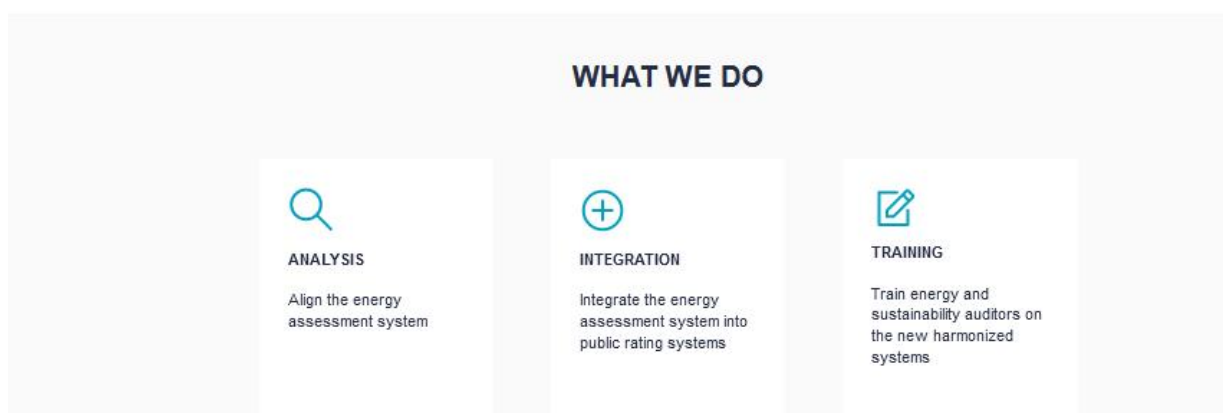 WHAT WE DO
ANALYSIS
Align the energy
assessment system
INTEGRATION
Integrate the energy
assessment system into
public rating systems
TRAINING
Train energy and
sustainability auditors on
the new harmonized
systems